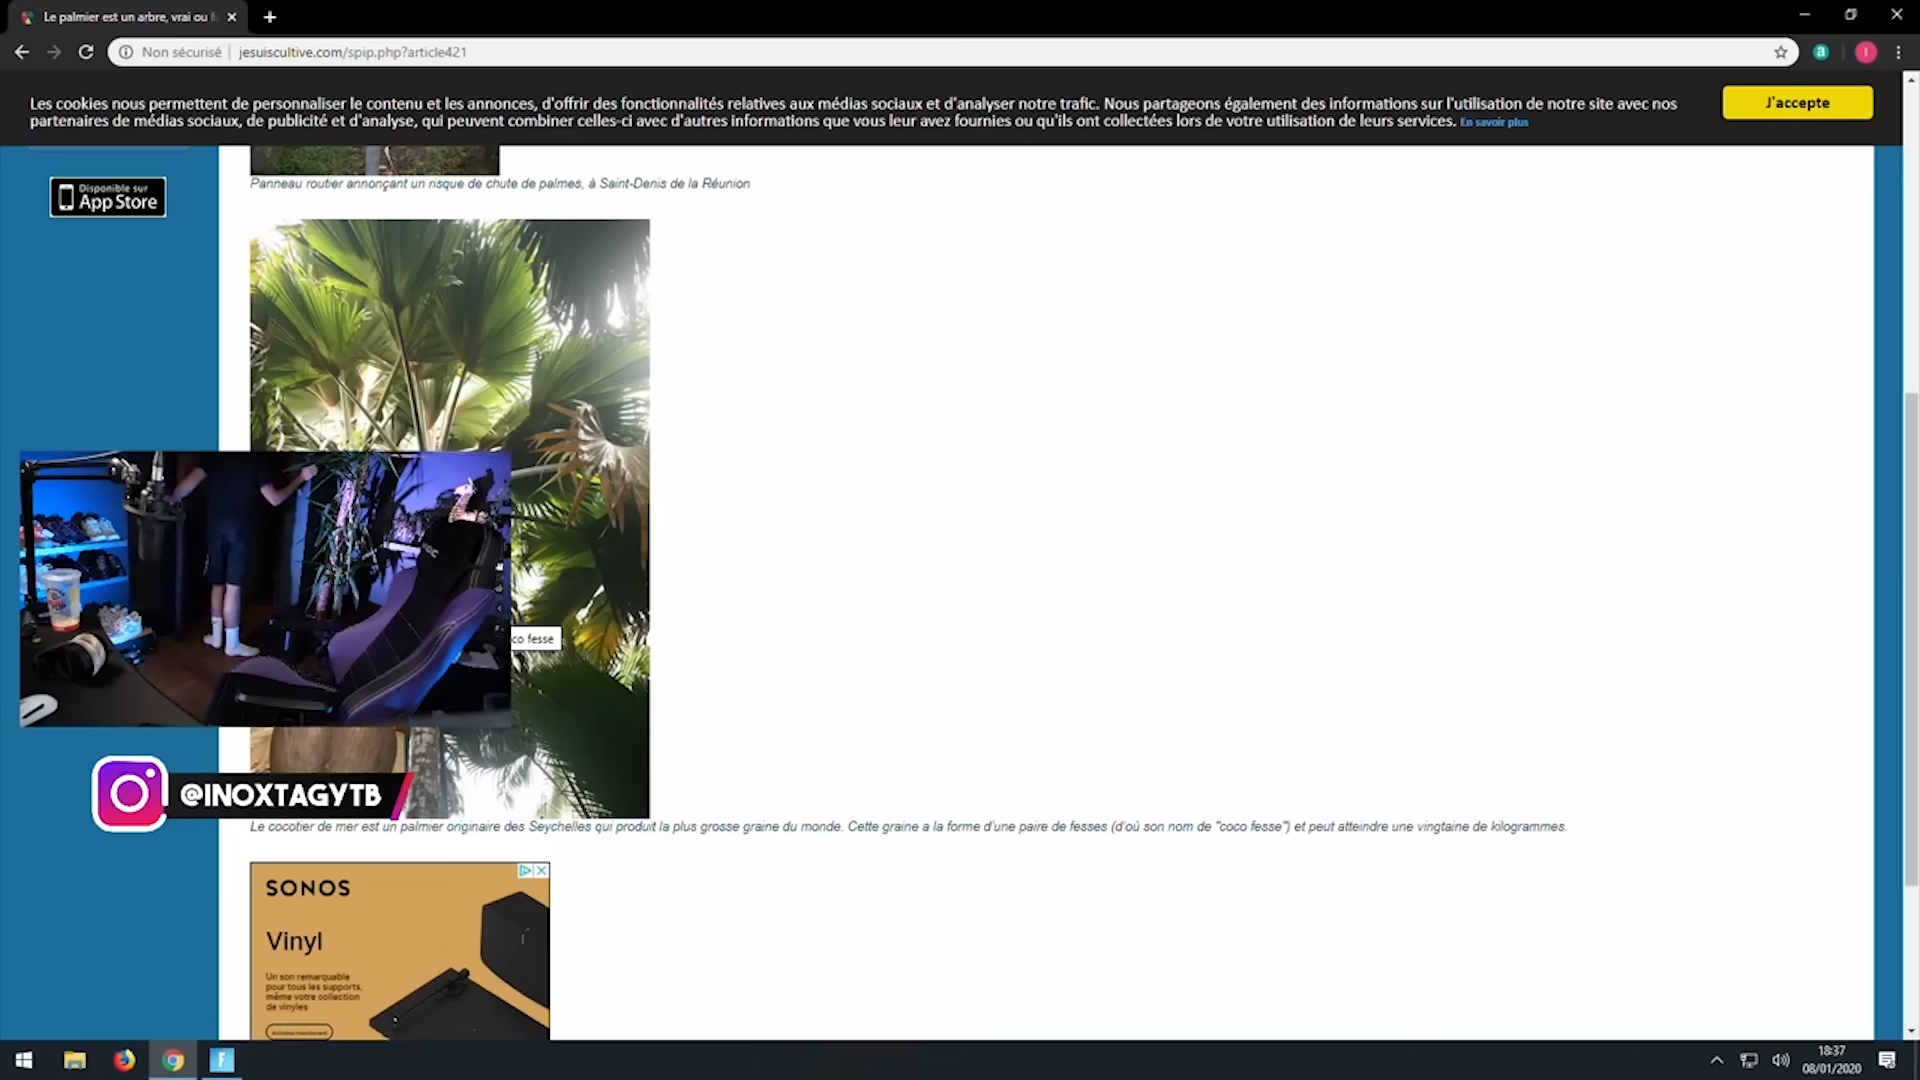 Le palmier est un arbre, vrai ou f
Non sécurisé
jesuiscultive.com/spip.php?article421
Les cookies nous permettent de personnaliser le contenu et les annonces, d'offrir des fonctionnalités relatives aux médias sociaux et d'analyser notre trafic. Nous partageons également des informations sur l'utilisation de notre site avec nos
partenaires de médias sociaux, de publicité et d'analyse, qui peuvent combiner celles-ci avec d'autres informations que vous leur avez fournies ou qu'ils ont collectées lors de votre utilisation de leurs services. En savoir plus
J'accepte
Disponible sur
App Store
Panneau routier annonçant un risque de chute de palmes, à Saint-Denis de la Réunion
co fesse
@INOXTAGYTB
Le cocotier de mer est un palmier originaire des Seychelles qui produit la plus grosse graine du monde. Cette graine a la forme d'une paire de fesses (d'où son nom de "coco fesse") et peut atteindre une vingtaine de kilogrammes.
SONOS
Vinyl
Un son remarquable
pour tous les supports,
même votre collection
de vinyles
Achetez maintenant
18:37
08/01/2020